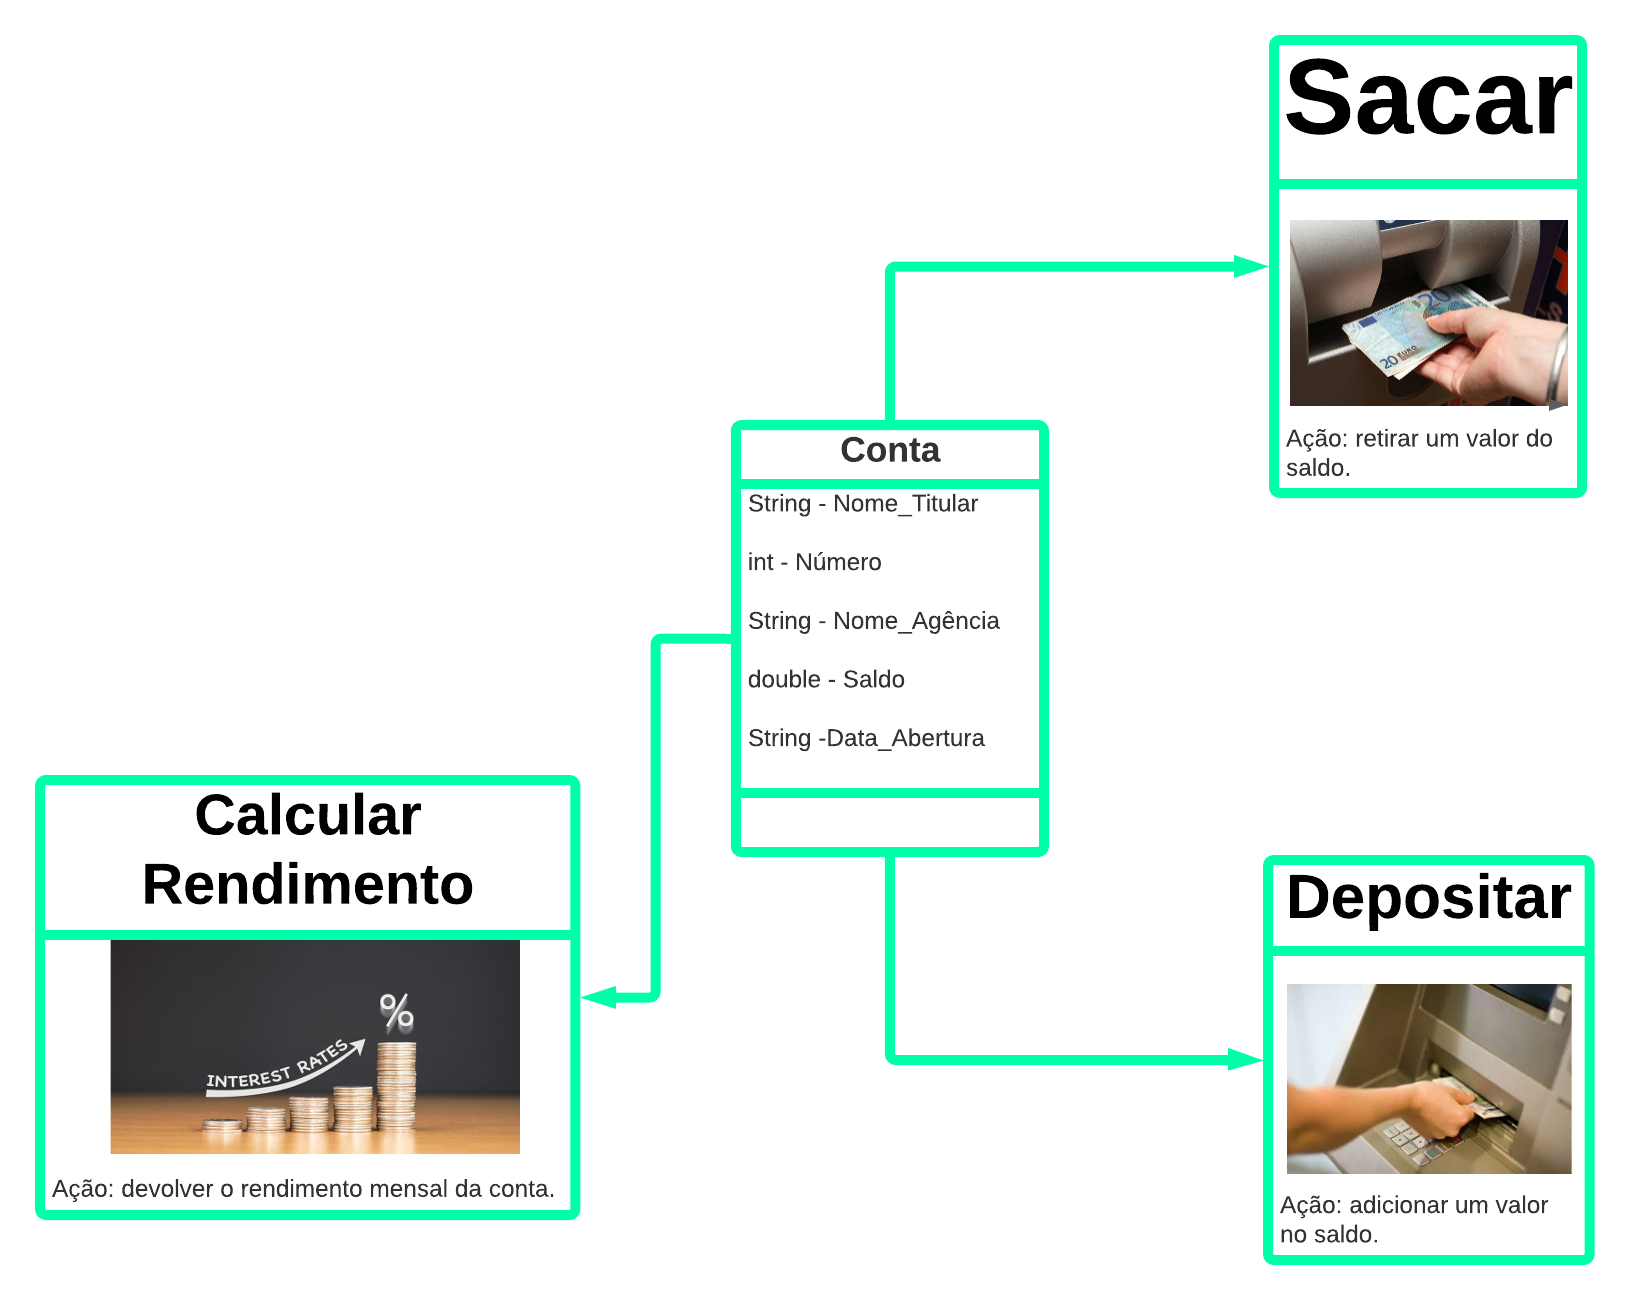 Sacar
20
20 EURO
Ação: retirar um valor do
saldo.
Conta
String - Nome_Titular
int - Número
String - Nome_Agência
double - Saldo
String -Data_Abertura
Calcular
Rendimento
%
INTEREST RATES
Ação: devolver o rendimento mensal da conta.
Depositar
Ação: adicionar um valor
no saldo.